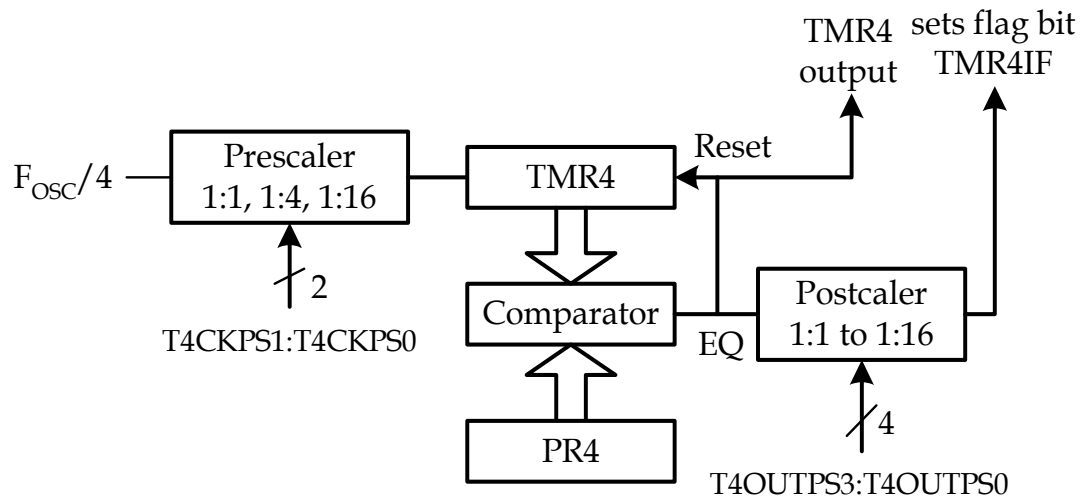 TMR4
output
sets flag bit
TMR4IF
F_OSC/4
Prescaler
1:1, 1:4, 1:16
TMR4
Reset
2
T4CKPS1:T4CKPS0
Comparator
EQ
Postcaler
1:1 to 1:16
PR4
4
T4OUTPS3:T4OUTPS0